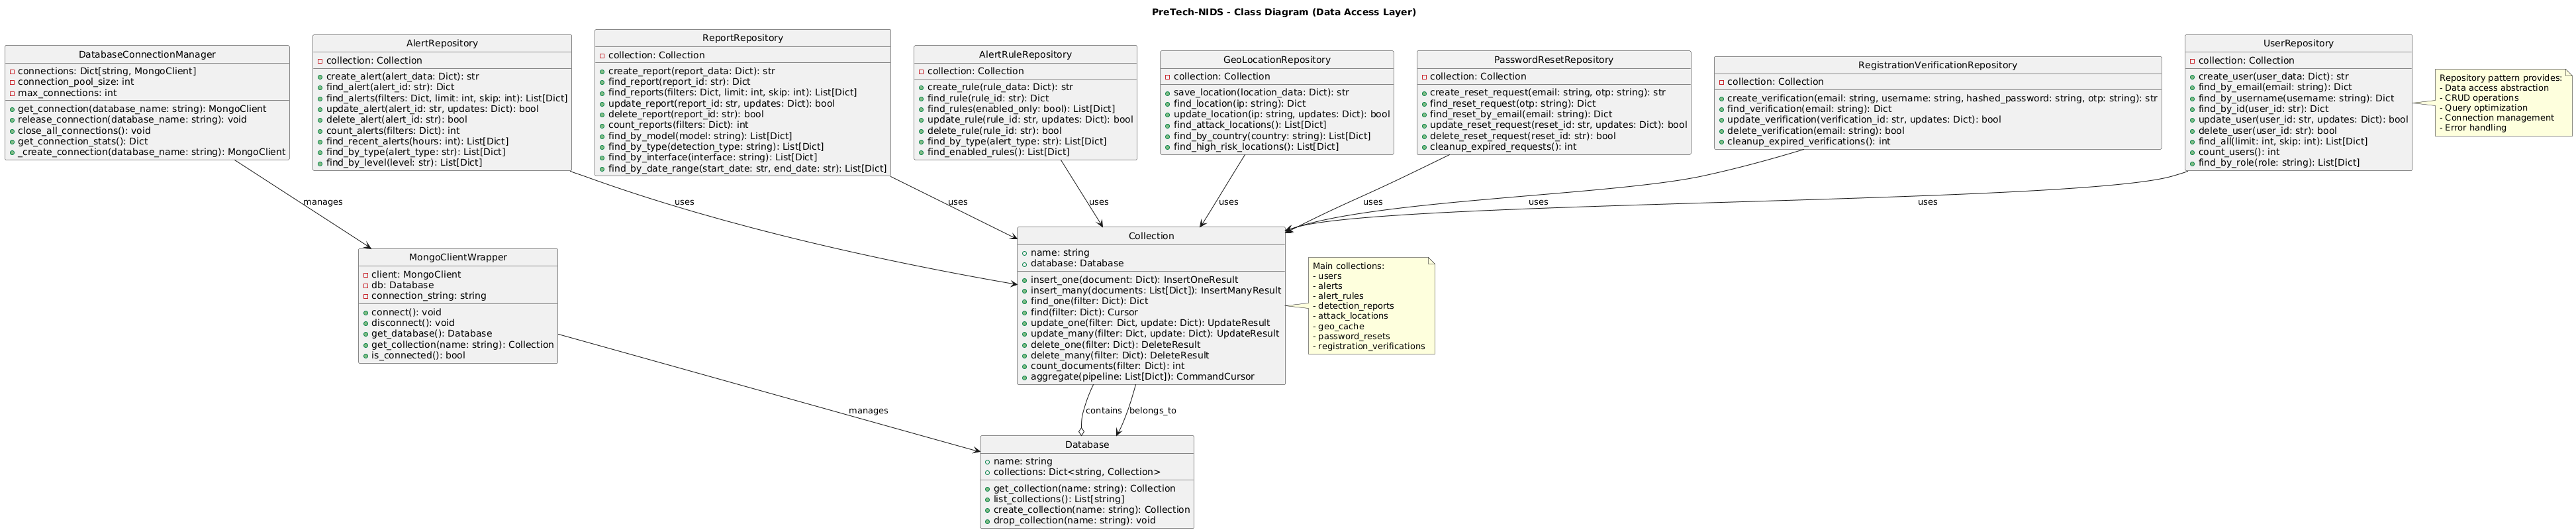 PreTech-NIDS - Class Diagram (Data Access Layer)
DatabaseConnectionManager
connections: Dict[string, MongoClient]
connection_pool_size: int
max_connections: int
get_connection(database_name: string): MongoClient
release_connection(database_name: string): void
close_all_connections(): void
get_connection_stats(): Dict
_create_connection(database_name: string): MongoClient
AlertRepository
collection: Collection
create_alert(alert_data: Dict): str
find_alert(alert_id: str): Dict
find_alerts(filters: Dict, limit: int, skip: int): List[Dict]
update_alert(alert_id: str, updates: Dict): bool
delete_alert(alert_id: str): bool
count_alerts(filters: Dict): int
find_recent_alerts(hours: int): List[Dict]
find_by_type(alert_type: str): List[Dict]
find_by_level(level: str): List[Dict]
ReportRepository
collection: Collection
create_report(report_data: Dict): str
find_report(report_id: str): Dict
find_reports(filters: Dict, limit: int, skip: int): List[Dict]
update_report(report_id: str, updates: Dict): bool
delete_report(report_id: str): bool
count_reports(filters: Dict): int
find_by_model(model: string): List[Dict]
find_by_type(detection_type: string): List[Dict]
find_by_interface(interface: string): List[Dict]
find_by_date_range(start_date: str, end_date: str): List[Dict]
AlertRuleRepository
collection: Collection
create_rule(rule_data: Dict): str
find_rule(rule_id: str): Dict
find_rules(enabled_only: bool): List[Dict]
update_rule(rule_id: str, updates: Dict): bool
delete_rule(rule_id: str): bool
find_by_type(alert_type: str): List[Dict]
find_enabled_rules(): List[Dict]
GeoLocationRepository
collection: Collection
save_location(location_data: Dict): str
find_location(ip: string): Dict
update_location(ip: string, updates: Dict): bool
find_attack_locations(): List[Dict]
find_by_country(country: string): List[Dict]
find_high_risk_locations(): List[Dict]
PasswordResetRepository
collection: Collection
create_reset_request(email: string, otp: string): str
find_reset_request(otp: string): Dict
find_reset_by_email(email: string): Dict
update_reset_request(reset_id: str, updates: Dict): bool
delete_reset_request(reset_id: str): bool
cleanup_expired_requests(): int
RegistrationVerificationRepository
collection: Collection
create_verification(email: string, username: string, hashed_password: string, otp: string): str
find_verification(email: string): Dict
update_verification(verification_id: str, updates: Dict): bool
delete_verification(email: string): bool
cleanup_expired_verifications(): int
UserRepository
collection: Collection
create_user(user_data: Dict): str
find_by_email(email: string): Dict
find_by_username(username: string): Dict
find_by_id(user_id: str): Dict
update_user(user_id: str, updates: Dict): bool
delete_user(user_id: str): bool
find_all(limit: int, skip: int): List[Dict]
count_users(): int
find_by_role(role: string): List[Dict]
Repository pattern provides:
- Data access abstraction
- CRUD operations
- Query optimization
- Connection management
- Error handling
manages
uses
uses
uses
uses
uses
uses
uses
MongoClientWrapper
client: MongoClient
db: Database
connection_string: string
connect(): void
disconnect(): void
get_database(): Database
get_collection(name: string): Collection
is_connected(): bool
Collection
name: string
database: Database
insert_one(document: Dict): InsertOneResult
insert_many(documents: List[Dict]): InsertManyResult
find_one(filter: Dict): Dict
find(filter: Dict): Cursor
update_one(filter: Dict, update: Dict): UpdateResult
update_many(filter: Dict, update: Dict): UpdateResult
delete_one(filter: Dict): DeleteResult
delete_many(filter: Dict): DeleteResult
count_documents(filter: Dict): int
aggregate(pipeline: List[Dict]): CommandCursor
Main collections:
- users
- alerts
- alert_rules
- detection_reports
- attack_locations
- geo_cache
- password_resets
- registration_verifications
manages
contains
belongs_to
Database
name: string
collections: Dict<string, Collection>
get_collection(name: string): Collection
list_collections(): List[string]
create_collection(name: string): Collection
drop_collection(name: string): void